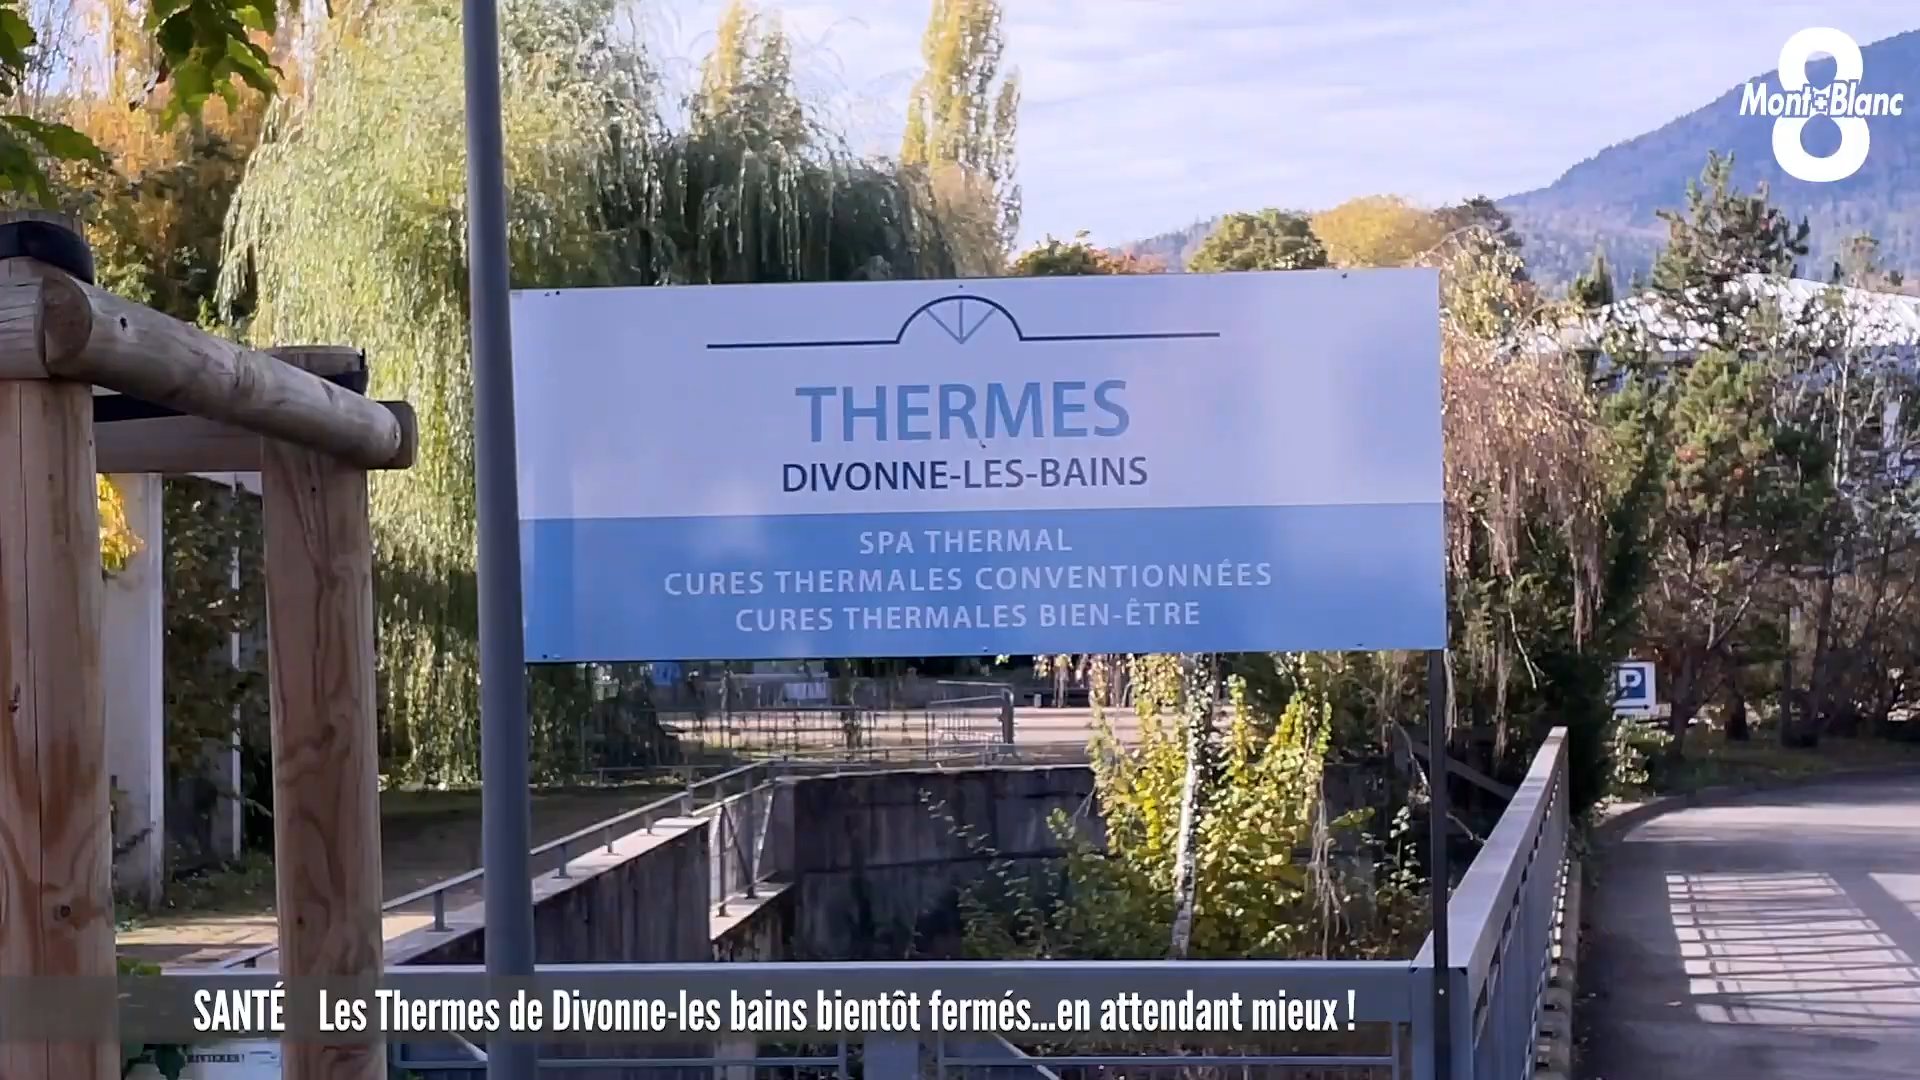 8
Mont Blanc
THERMES
DIVONNE-LES-BAINS
SPA THERMAL
CURES THERMALES CONVENTIONNÉES
CURES THERMALES BIEN-ÊTRE
P
SANTÉ Les Thermes de Divonne-les bains bientôt fermés...en attendant mieux !